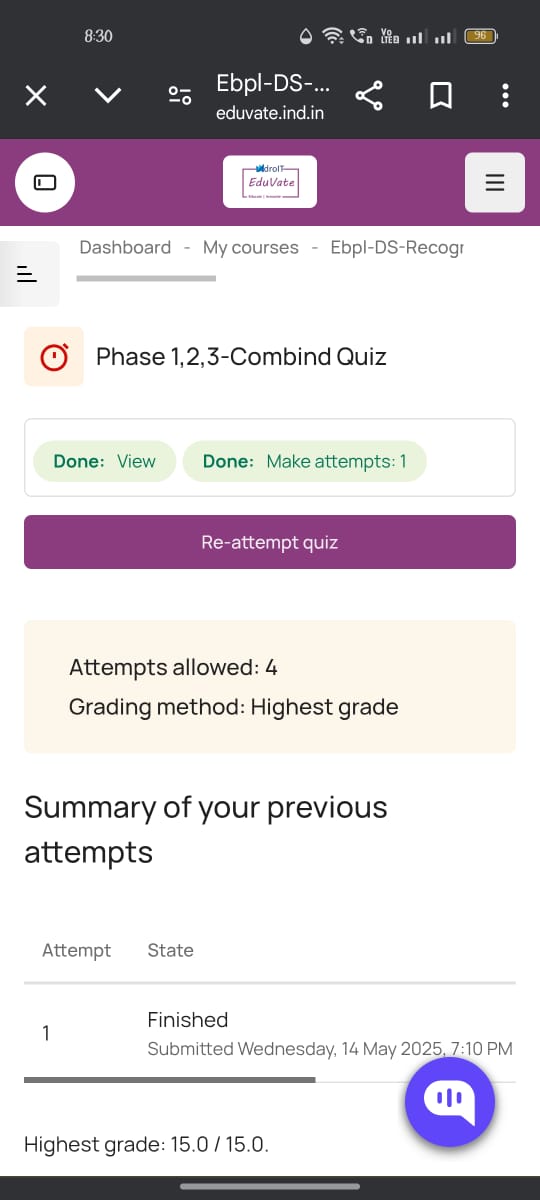 8:30
Vo
LTE2
96
Ebpl-DS-...
eduvate.ind.in
EduVate
Dashboard - My courses - Ebpl-DS-Recogr
Phase 1,2,3-Combind Quiz
Done: View Done: Make attempts: 1
Re-attempt quiz
Attempts allowed: 4
Grading method: Highest grade
Summary of your previous
attempts
Attempt State
1
Finished
Submitted Wednesday, 14 May 2025, 7:10 PM
Highest grade: 15.0 / 15.0.